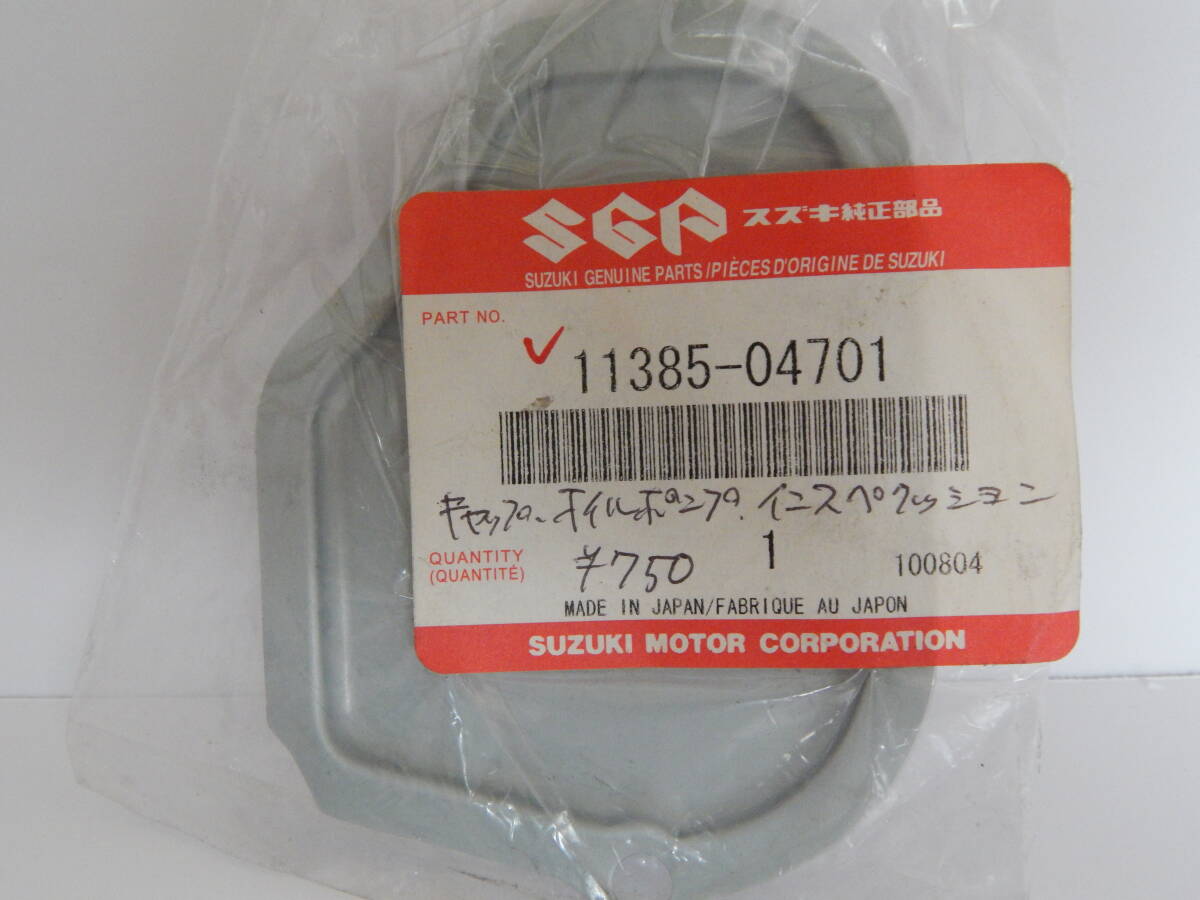 SGP スズキ純正部品
SUZUKI GENUINE PARTS/PIÈCES D'ORIGINE DE SUZUKI
PART NO.
✓ 11385-04701
キャップ、オイルポンプ、インスペクッション
QUANTITY
(QUANTITÉ)
¥750
1
100804
MADE IN JAPAN/FABRIQUE AU JAPON
SUZUKI MOTOR CORPORATION